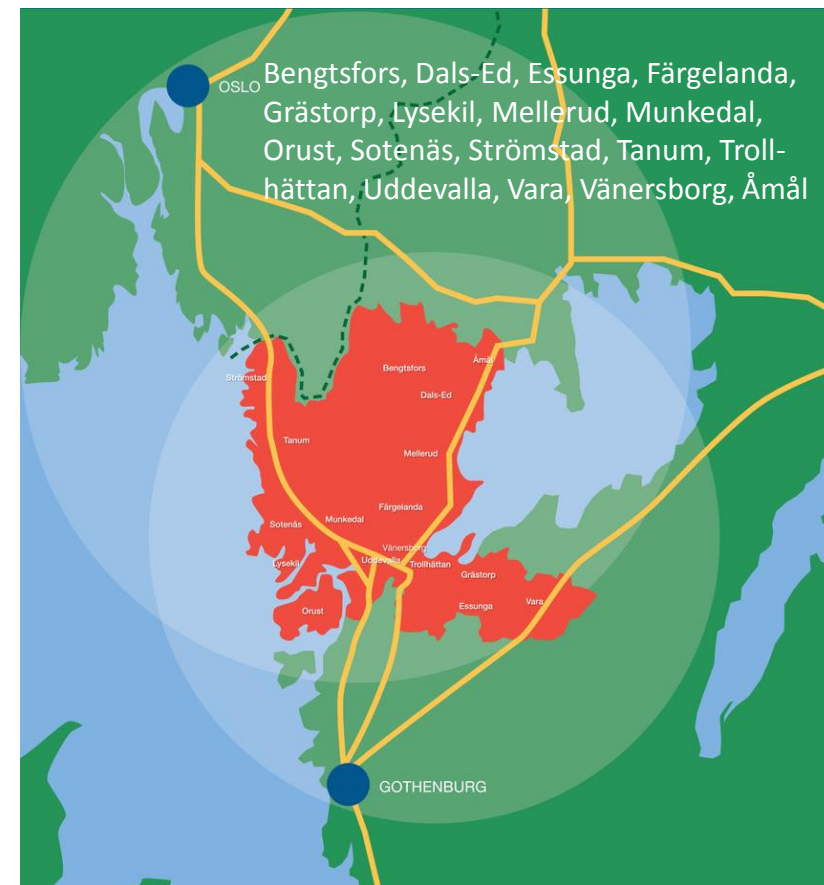 OSLO
Bengtsfors, Dals-Ed, Essunga, Färgelanda,
Grästorp, Lysekil, Mellerud, Munkedal,
Orust, Sotenäs, Strömstad, Tanum, Troll-
hättan, Uddevalla, Vara, Vänersborg, Åmål
Åmål
Bengtsfors
Strömstad
Dals-Ed
Tanum
Mellerud
Färgelanda
Munkedal
Sotenäs
Vänersborg
Uddevalla
Trollhättan
Lysekil
Grästorp
Vara
Essunga
Orust
GOTHENBURG